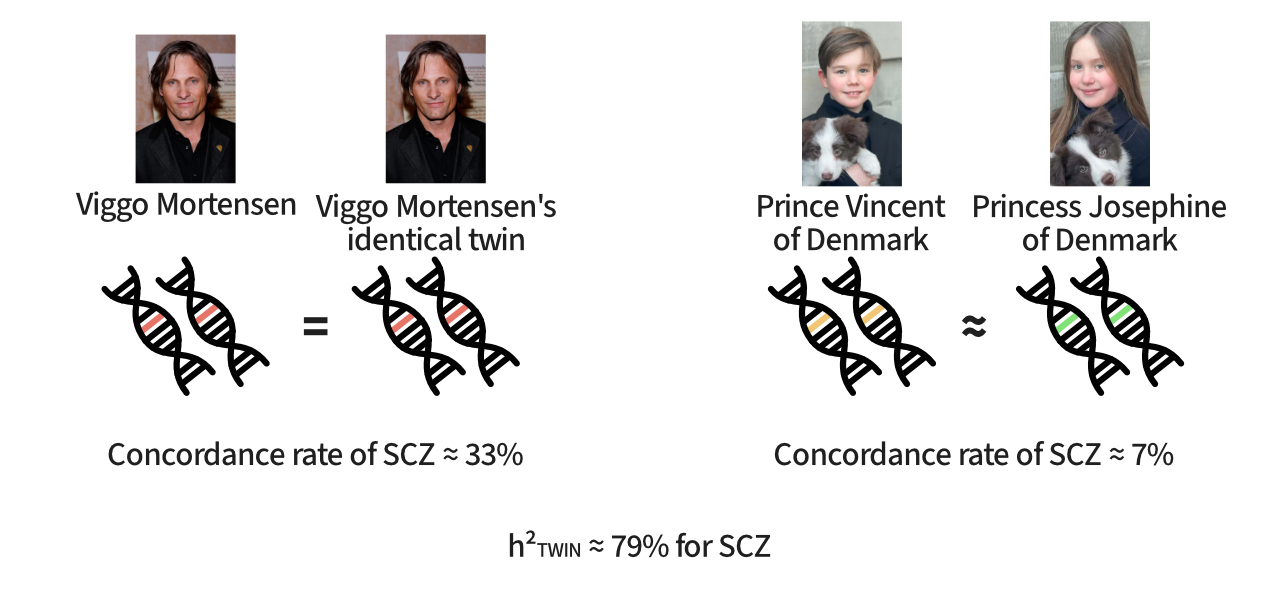 Viggo Mortensen
Viggo Mortensen's
identical twin
Prince Vincent
of Denmark
Princess Josephine
of Denmark
=
≈
Concordance rate of SCZ ≈ 33%
Concordance rate of SCZ ≈ 7%
h²TWIN ≈ 79% for SCZ